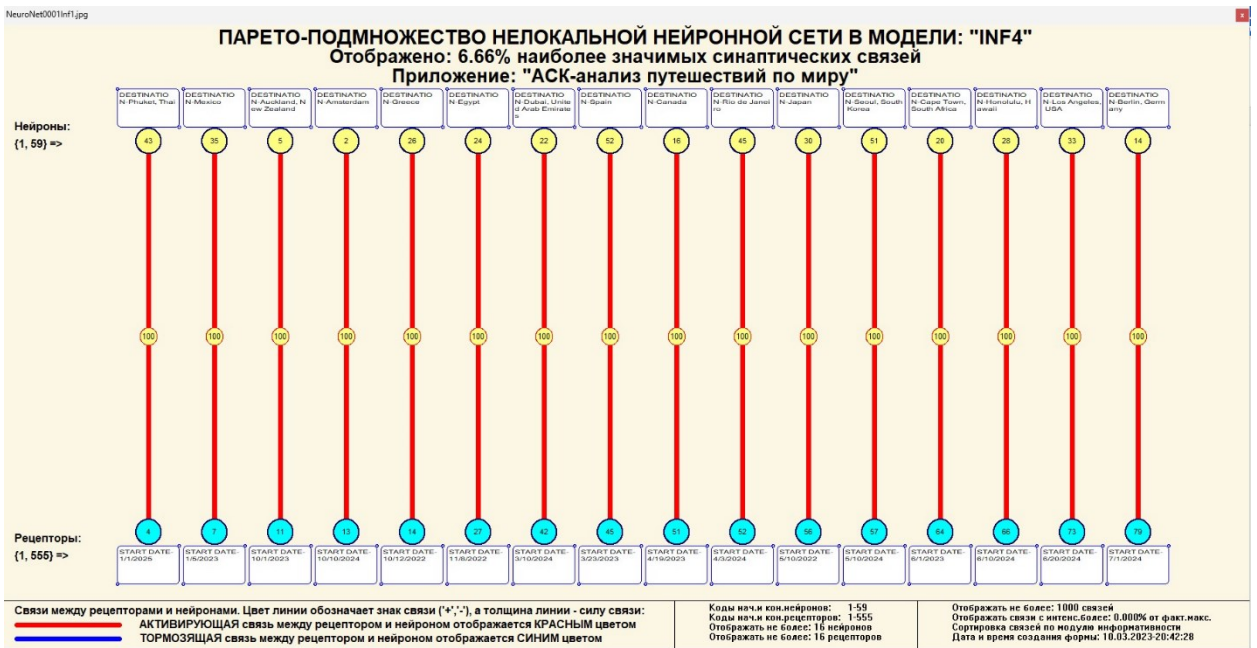 NeuroNet0001Inf1.jpg
x
ПАРЕТО-ПОДМНОЖЕСТВО НЕЛОКАЛЬНОЙ НЕЙРОННОЙ СЕТИ В МОДЕЛИ: "INF4"
Отображено: 6.66% наиболее значимых синаптических связей
Приложение: "АСК-анализ путешествий по миру"
DESTINATIO
N-Phuket, Thai
DESTINATIO
N-Mexico
DESTINATIO
N-Auckland, N
ew Zealand
DESTINATIO
N-Amsterdam
DESTINATIO
N-Greece
DESTINATIO
N-Egypt
DESTINATIO
N-Dubai, Unite
d Arab Emirate
s
DESTINATIO
N-Spain
DESTINATIO
N-Canada
DESTINATIO
N-Rio de Janei
ro
DESTINATIO
N-Japan
DESTINATIO
N-Seoul, South
Korea
DESTINATIO
N-Cape Town,
South Africa
DESTINATIO
N-Honolulu, H
awaii
DESTINATIO
N-Los Angeles,
USA
DESTINATIO
N-Berlin, Germ
any
Нейроны:
{1, 59} =>
43 35 5 2 26 24 22 52 16 45 30 51 20 28 33 14
100 100 100 100 100 100 100 100 100 100 100 100 100 100 100 100
Рецепторы:
{1, 555} =>
4 7 11 13 14 27 42 45 51 52 56 57 64 66 73 79
START DATE-
1/1/2025
START DATE-
1/5/2023
START DATE-
10/1/2023
START DATE-
10/10/2024
START DATE-
10/12/2022
START DATE-
11/8/2022
START DATE-
3/10/2024
START DATE-
3/23/2023
START DATE-
4/19/2023
START DATE-
4/3/2024
START DATE-
5/10/2022
START DATE-
5/10/2024
START DATE-
6/1/2023
START DATE-
6/10/2024
START DATE-
6/20/2024
START DATE-
7/1/2024
Связи между рецепторами и нейронами. Цвет линии обозначает знак связи ('+','-'), а толщина линии - силу связи:
АКТИВИРУЮЩАЯ связь между рецептором и нейроном отображается КРАСНЫМ цветом
ТОРМОЗЯЩАЯ связь между рецептором и нейроном отображается СИНИМ цветом
Коды нач.и кон.нейронов: 1-59
Коды нач.и кон.рецепторов: 1-555
Отображать не более: 16 нейронов
Отображать не более: 16 рецепторов
Отображать не более: 1000 связей
Отображать связи с интенс.более: 0.000% от факт.макс.
Сортировка связей по модулю информативности
Дата и время создания формы: 10.03.2023-20:42:28